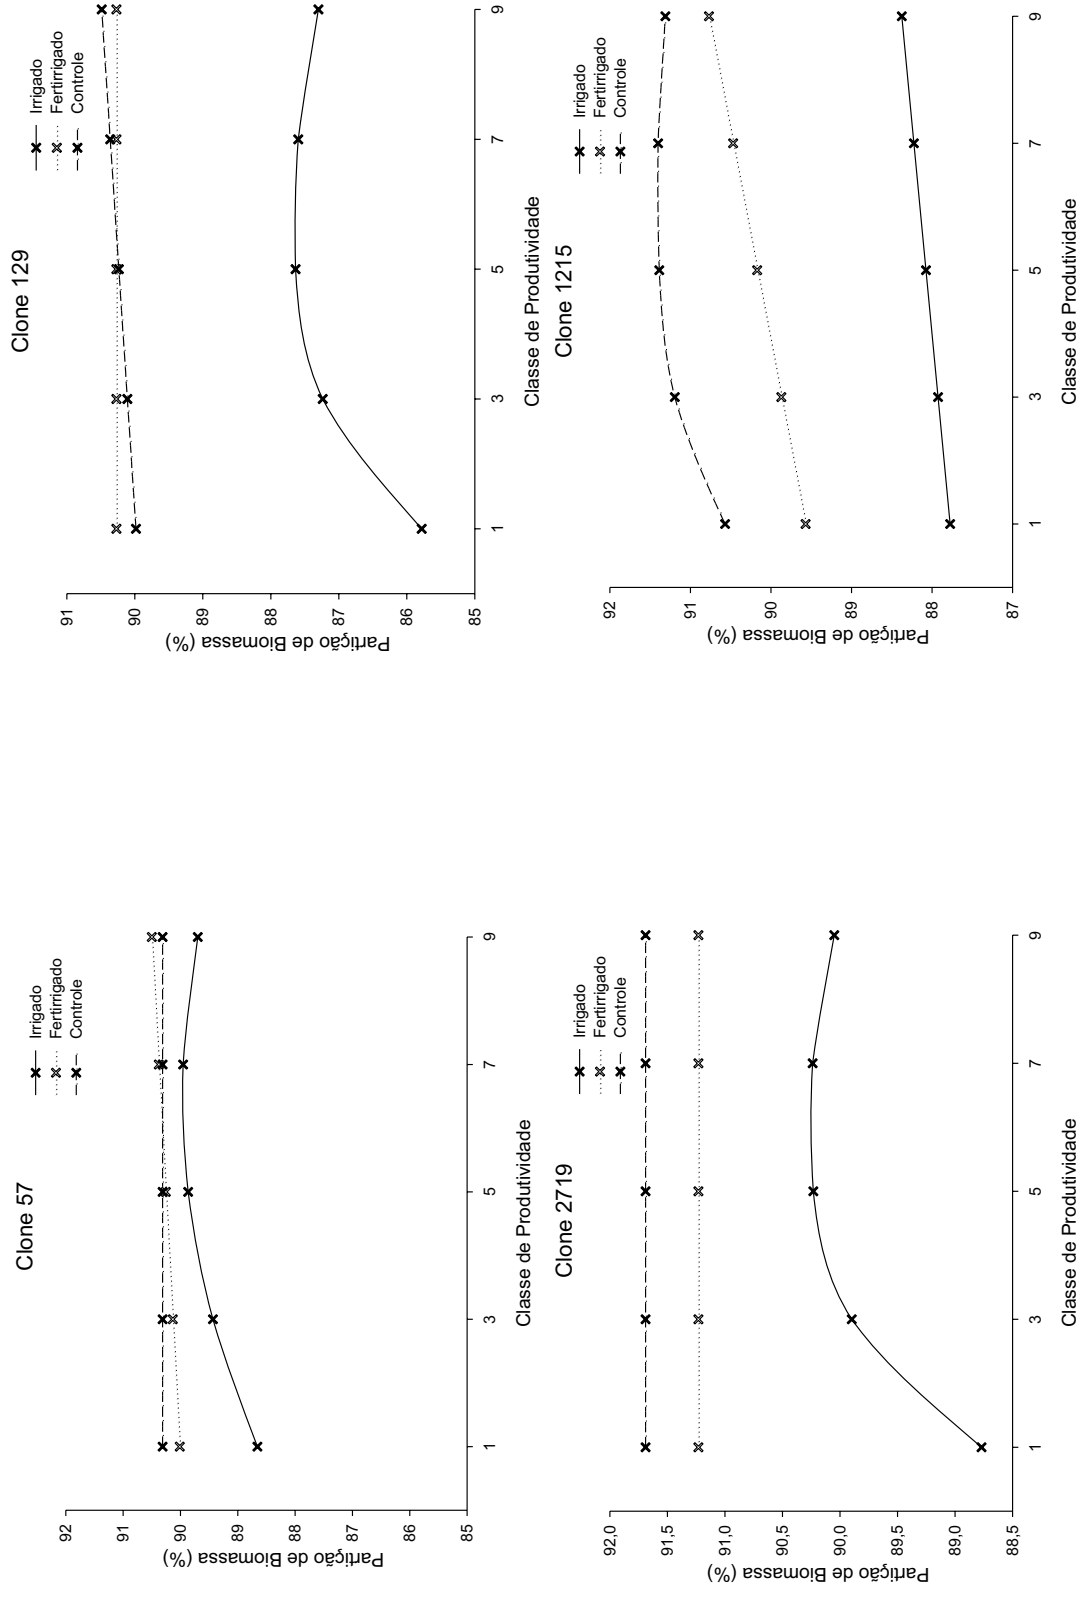 Clone 57
Irrigado
Fertirrigado
Controle
92
91
90
89
88
87
86
85
1
3
5
7
9
Partição de Biomassa (%)
Classe de Produtividade
Clone 129
Irrigado
Fertirrigado
Controle
91
90
89
88
87
86
85
1
3
5
7
9
Partição de Biomassa (%)
Classe de Produtividade
Clone 2719
Irrigado
Fertirrigado
Controle
92,0
91,5
91,0
90,5
90,0
89,5
89,0
88,5
1
3
5
7
9
Partição de Biomassa (%)
Classe de Produtividade
Clone 1215
Irrigado
Fertirrigado
Controle
92
91
90
89
88
87
1
3
5
7
9
Partição de Biomassa (%)
Classe de Produtividade